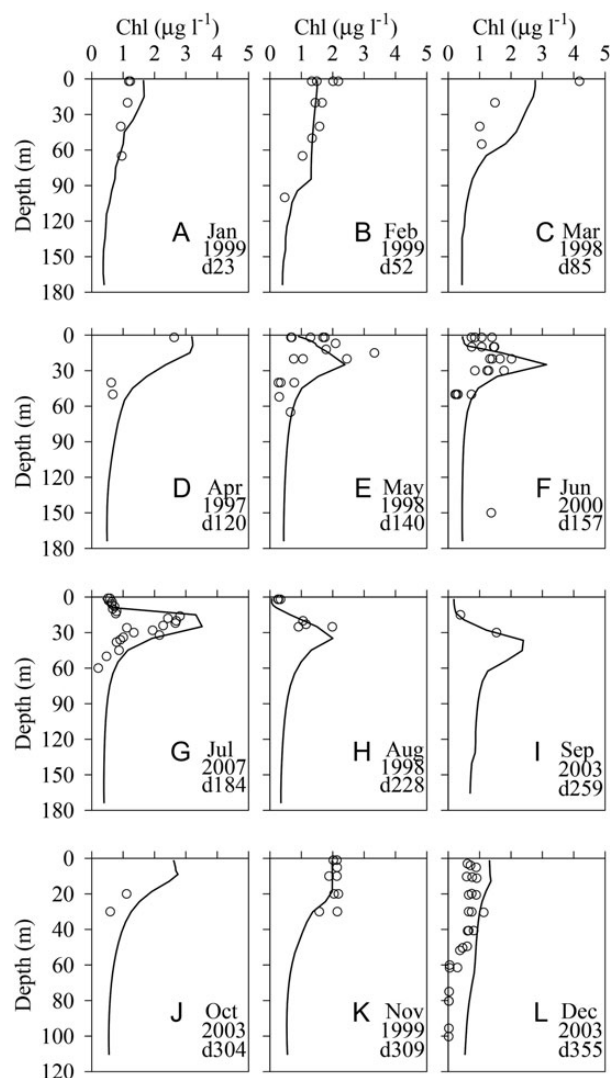 Chl (µg l⁻¹) Chl (µg l⁻¹) Chl (µg l⁻¹)
0 1 2 3 4 5 0 1 2 3 4 5 0 1 2 3 4 5
Depth (m)
0
30
60
90
120
150
180
A Jan
1999
d23
B Feb
1999
d52
C Mar
1998
d85
Depth (m)
0
30
60
90
120
150
180
D Apr
1997
d120
E May
1998
d140
F Jun
2000
d157
Depth (m)
0
30
60
90
120
150
180
G Jul
2007
d184
H Aug
1998
d228
I Sep
2003
d259
Depth (m)
0
20
40
60
80
100
120
J Oct
2003
d304
K Nov
1999
d309
L Dec
2003
d355